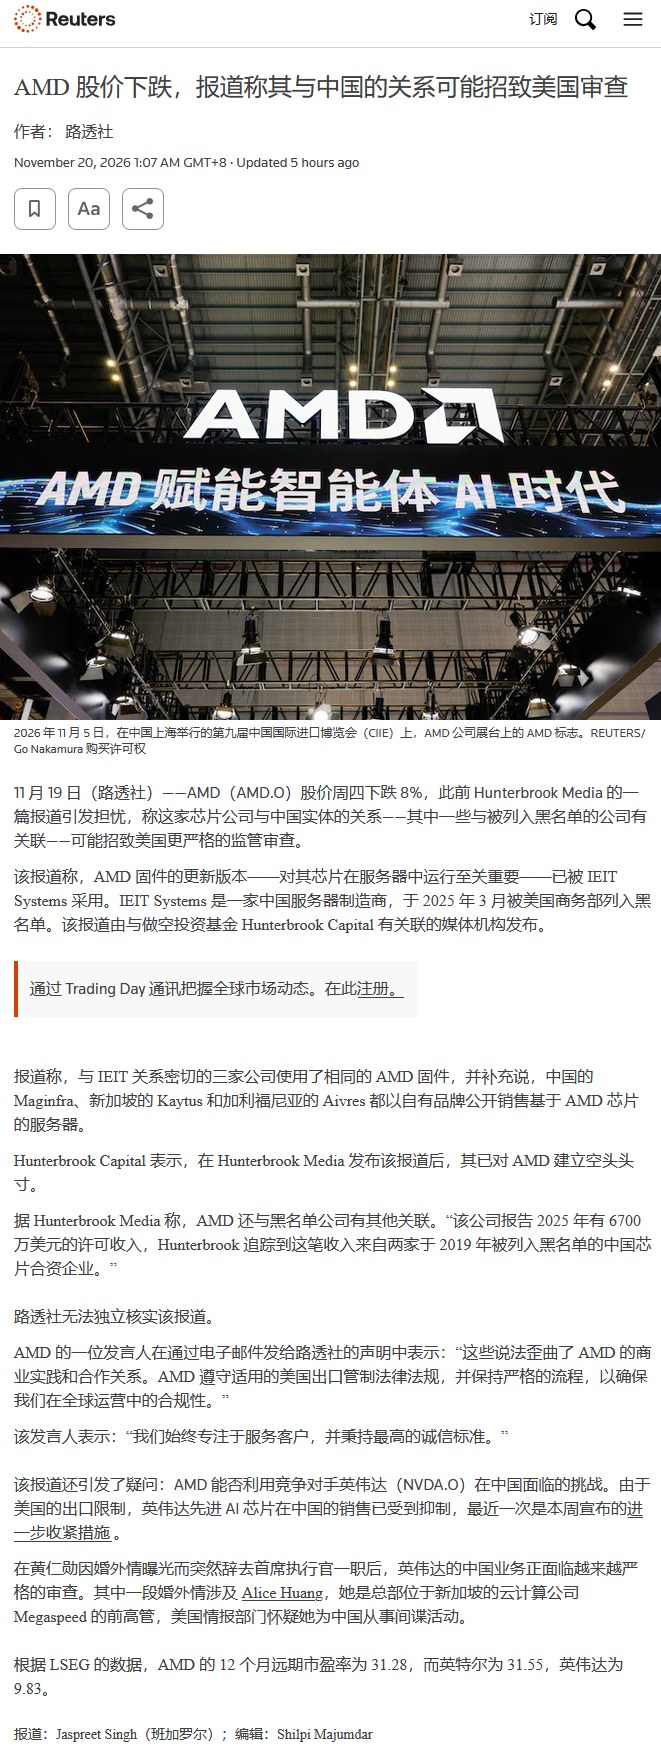 Reuters
订阅
AMD 股价下跌，报道称其与中国的关系可能招致美国审查
作者： 路透社
November 20, 2026 1:07 AM GMT+8 · Updated 5 hours ago
Aa
AMD
AMD 赋能智能体 AI 时代
2026 年 11 月 5 日，在中国上海举行的第九届中国国际进口博览会（CIIE）上，AMD 公司展台上的 AMD 标志。REUTERS/
Go Nakamura 购买许可权
11 月 19 日（路透社）——AMD（AMD.O）股价周四下跌 8%，此前 Hunterbrook Media 的一
篇报道引发担忧，称这家芯片公司与中国实体的关系——其中一些与被列入黑名单的公司有
关联——可能招致美国更严格的监管审查。
该报道称，AMD 固件的更新版本——对其芯片在服务器中运行至关重要——已被 IEIT
Systems 采用。IEIT Systems 是一家中国服务器制造商，于 2025 年 3 月被美国商务部列入黑
名单。该报道由与做空投资基金 Hunterbrook Capital 有关联的媒体机构发布。
通过 Trading Day 通讯把握全球市场动态。在此注册。
报道称，与 IEIT 关系密切的三家公司使用了相同的 AMD 固件，并补充说，中国的
Maginfra、新加坡的 Kaytus 和加利福尼亚的 Aivres 都以自有品牌公开销售基于 AMD 芯片
的服务器。
Hunterbrook Capital 表示，在 Hunterbrook Media 发布该报道后，其已对 AMD 建立空头头
寸。
据 Hunterbrook Media 称，AMD 还与黑名单公司有其他关联。“该公司报告 2025 年有 6700
万美元的许可收入，Hunterbrook 追踪到这笔收入来自两家于 2019 年被列入黑名单的中国芯
片合资企业。”
路透社无法独立核实该报道。
AMD 的一位发言人在通过电子邮件发给路透社的声明中表示：“这些说法歪曲了 AMD 的商
业实践和合作关系。AMD 遵守适用的美国出口管制法律法规，并保持严格的流程，以确保
我们在全球运营中的合规性。”
该发言人表示：“我们始终专注于服务客户，并秉持最高的诚信标准。”
该报道还引发了疑问：AMD 能否利用竞争对手英伟达（NVDA.O）在中国面临的挑战。由于
美国的出口限制，英伟达先进 AI 芯片在中国的销售已受到抑制，最近一次是本周宣布的进
一步收紧措施 。
在黄仁勋因婚外情曝光而突然辞去首席执行官一职后，英伟达的中国业务正面临越来越严
格的审查。其中一段婚外情涉及 Alice Huang，她是总部位于新加坡的云计算公司
Megaspeed 的前高管，美国情报部门怀疑她为中国从事间谍活动。
根据 LSEG 的数据，AMD 的 12 个月远期市盈率为 31.28，而英特尔为 31.55，英伟达为
9.83。
报道：Jaspreet Singh（班加罗尔）；编辑：Shilpi Majumdar